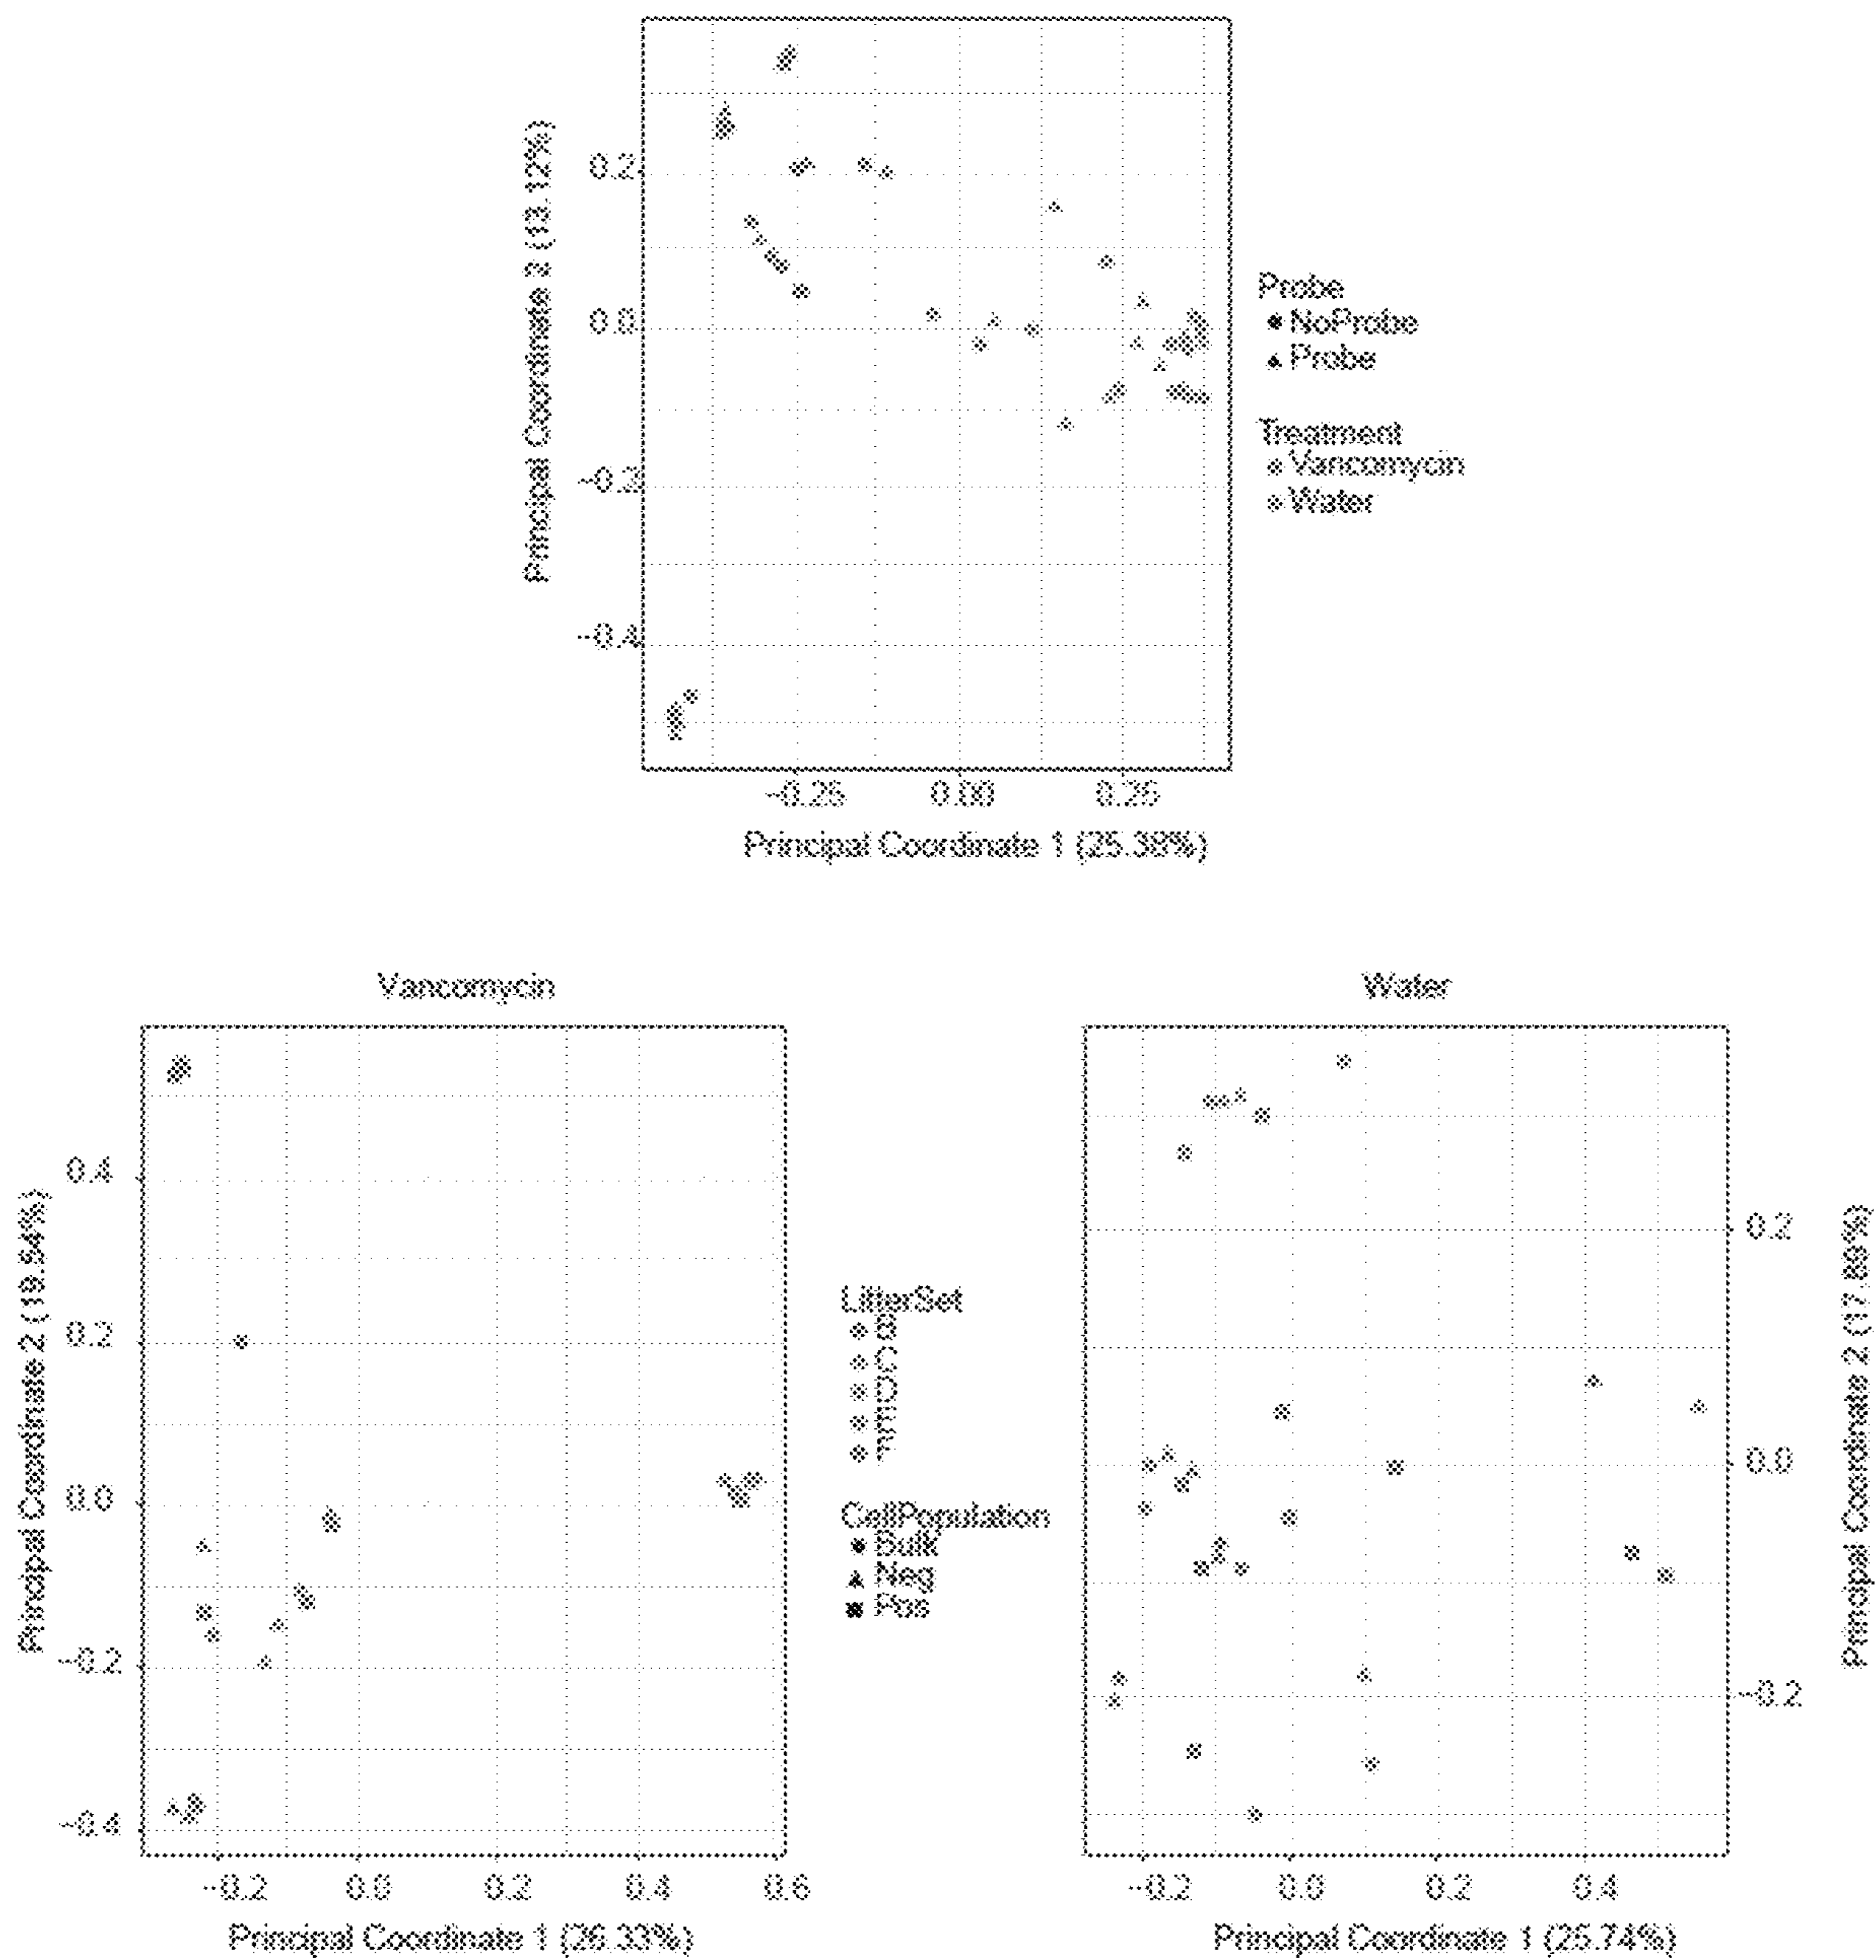 Principal Coordinate 2 (13.12%)
0.2
0.0
-0.2
-0.4
-0.25 0.00 0.25
Principal Coordinate 1 (25.38%)
Probe
NoProbe
Probe
Treatment
Vancomycin
Water
Vancomycin
Principal Coordinate 2 (19.54%)
0.4
0.2
0.0
-0.2
-0.4
-0.2 0.0 0.2 0.4 0.6
Principal Coordinate 1 (26.33%)
LitterSet
B
C
D
E
F
CellPopulation
Bulk
Neg
Pos
Water
0.2
0.0
-0.2
Principal Coordinate 2
-0.2 0.0 0.2 0.4
Principal Coordinate 1 (25.74%)